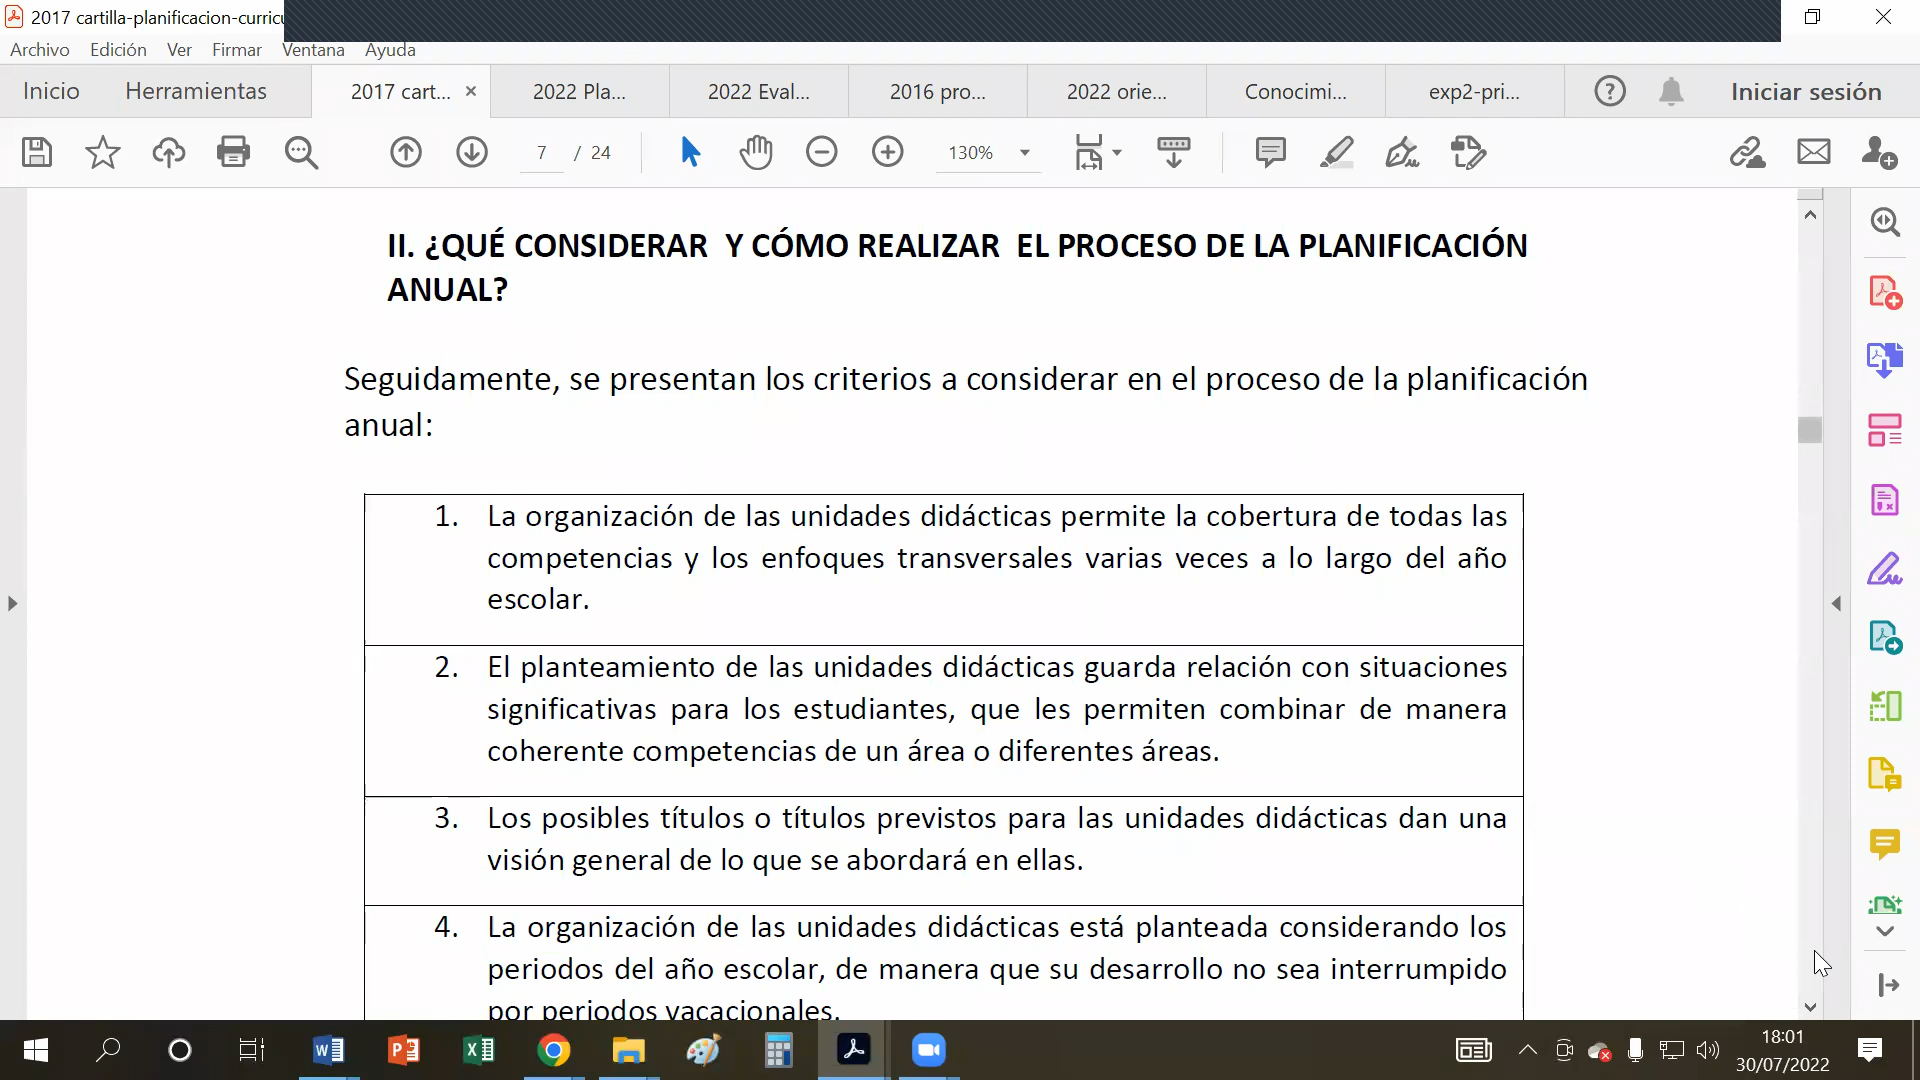 2017 cartilla-planificacion-curricu
Archivo Edición Ver Firmar Ventana Ayuda
Inicio Herramientas 2017 cart... × 2022 Pla... 2022 Eval... 2016 pro... 2022 orie... Conocimi... exp2-pri... Iniciar sesión
7 / 24 130%
II. ¿QUÉ CONSIDERAR Y CÓMO REALIZAR EL PROCESO DE LA PLANIFICACIÓN
ANUAL?
Seguidamente, se presentan los criterios a considerar en el proceso de la planificación
anual:
1. La organización de las unidades didácticas permite la cobertura de todas las
competencias y los enfoques transversales varias veces a lo largo del año
escolar.
2. El planteamiento de las unidades didácticas guarda relación con situaciones
significativas para los estudiantes, que les permiten combinar de manera
coherente competencias de un área o diferentes áreas.
3. Los posibles títulos o títulos previstos para las unidades didácticas dan una
visión general de lo que se abordará en ellas.
4. La organización de las unidades didácticas está planteada considerando los
periodos del año escolar, de manera que su desarrollo no sea interrumpido
por periodos vacacionales.
18:01
30/07/2022